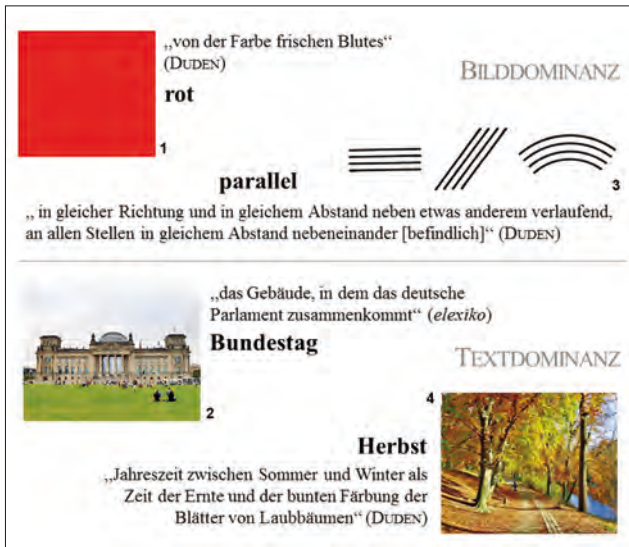 „von der Farbe frischen Blutes“
(DUDEN)
BILDDOMINANZ
rot
1
parallel
3
„ in gleicher Richtung und in gleichem Abstand neben etwas anderem verlaufend,
an allen Stellen in gleichem Abstand nebeneinander [befindlich]“ (DUDEN)
„das Gebäude, in dem das deutsche
Parlament zusammenkommt“ (elexiko)
Bundestag
TEXTDOMINANZ
2
4
Herbst
„Jahreszeit zwischen Sommer und Winter als
Zeit der Ernte und der bunten Färbung der
Blätter von Laubbäumen“ (DUDEN)